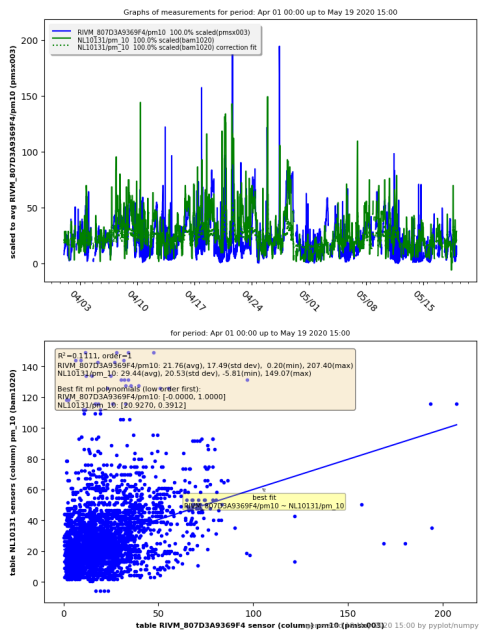 Graphs of measurements for period: Apr 01 00:00 up to May 19 2020 15:00
scaled to avg RIVM_807D3A9369F4/pm10 (pmsx003)
200
150
100
50
0
RIVM_807D3A9369F4/pm10 100.0% scaled(pmsx003)
NL10131/pm_10 100.0% scaled(bam1020)
NL10131/pm_10 100.0% scaled(bam1020) correction fit
04/03
04/10
04/17
04/24
05/01
05/08
05/15
for period: Apr 01 00:00 up to May 19 2020 15:00
table NL10131 sensors (column) pm_10 (bam1020)
140
120
100
80
60
40
20
0
R²=0.1111, order=1
RIVM_807D3A9369F4/pm10: 21.76(avg), 17.49(std dev), 0.20(min), 207.40(max)
NL10131/pm_10: 29.44(avg), 20.53(std dev), -5.81(min), 149.07(max)
Best fit ml polynomials (low order first):
RIVM_807D3A9369F4/pm10: [-0.0000, 1.0000]
NL10131/pm_10: [20.9270, 0.3912]
best fit
RIVM_807D3A9369F4/pm10 ~ NL10131/pm_10
0
50
100
150
200
table RIVM_807D3A9369F4 sensor (column) pm10 (pmsx003)
2020 15:00 by pyplot/numpy